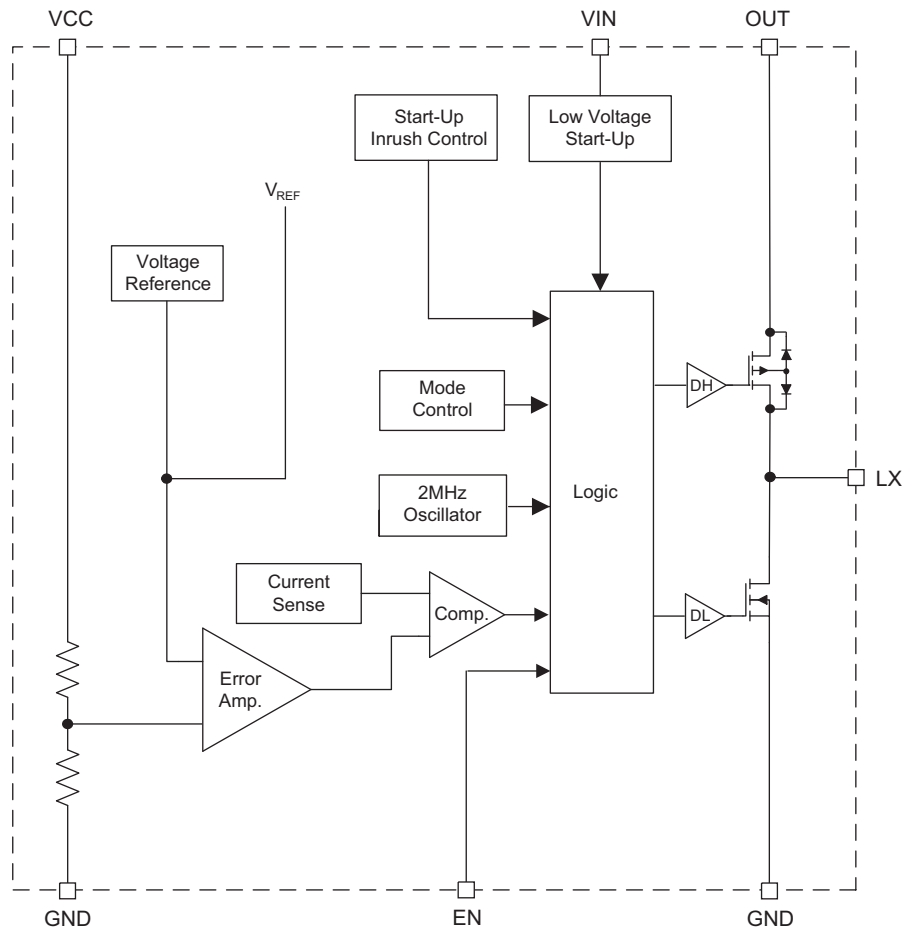 VCC
VIN
OUT
Start-Up
Inrush Control
Low Voltage
Start-Up
VREF
Voltage
Reference
Mode
Control
DH
2MHz
Oscillator
Logic
LX
Current
Sense
Comp.
DL
Error
Amp.
GND
EN
GND